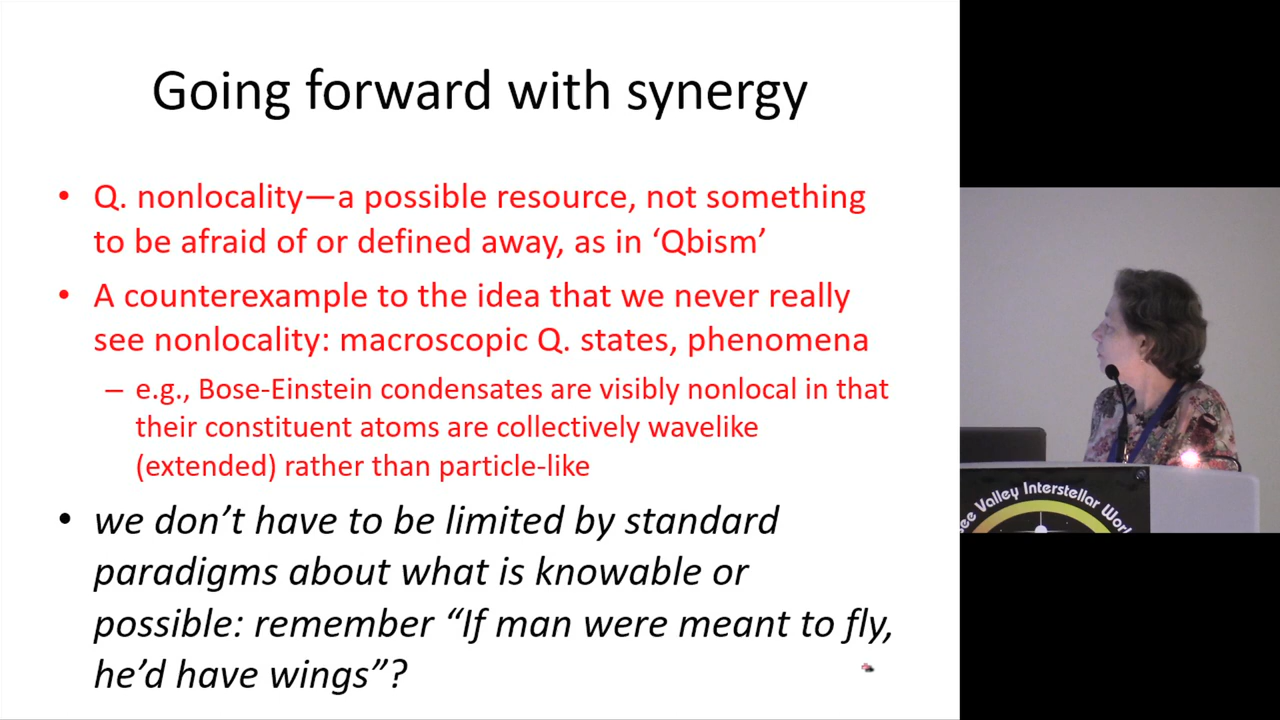 Going forward with synergy
• Q. nonlocality—a possible resource, not something
to be afraid of or defined away, as in ‘Qbism’
• A counterexample to the idea that we never really
see nonlocality: macroscopic Q. states, phenomena
– e.g., Bose-Einstein condensates are visibly nonlocal in that
their constituent atoms are collectively wavelike
(extended) rather than particle-like
• we don’t have to be limited by standard
paradigms about what is knowable or
possible: remember “If man were meant to fly,
he’d have wings”?
see Valley Interstellar Work